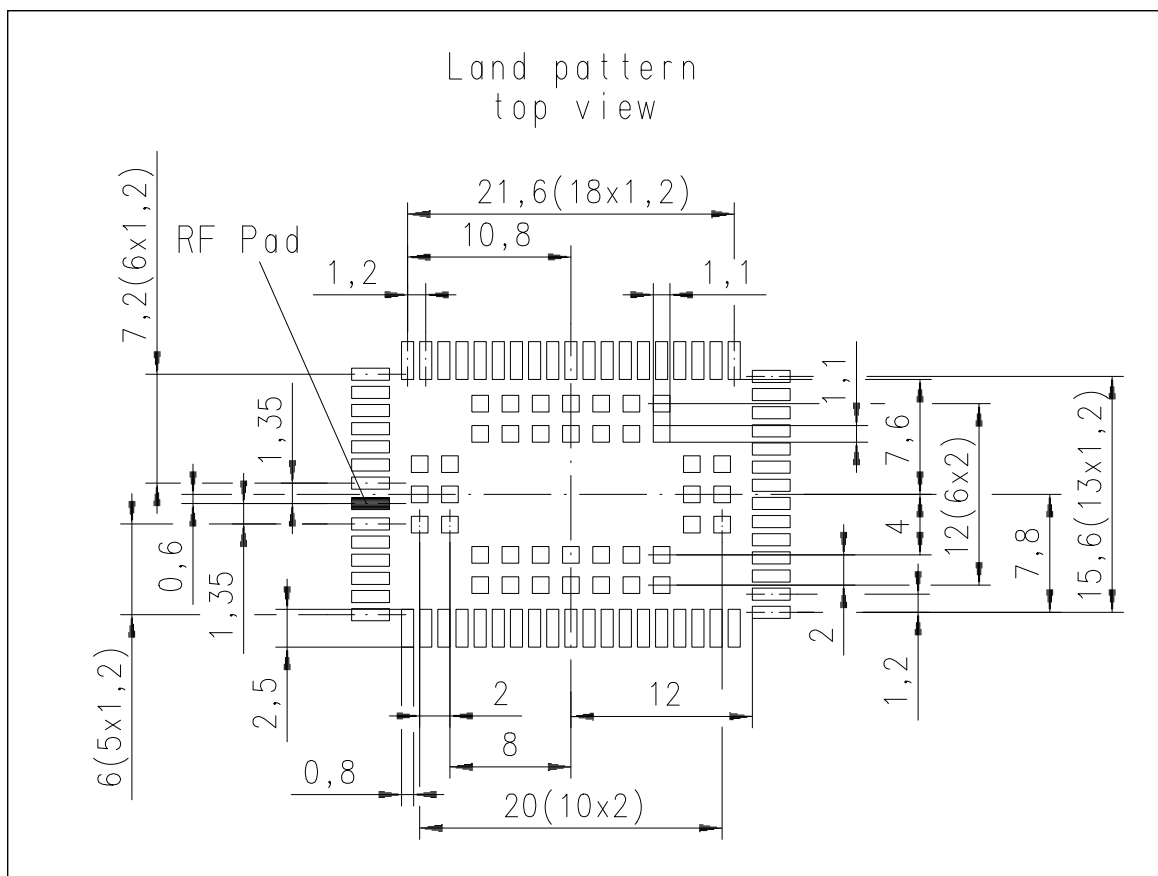 Land pattern
top view
21,6(18x1,2)
RF Pad
10,8
1,2
1,1
7,2(6x1,2)
1,1
1,35
7,6
12(6x2)
15,6(13x1,2)
4
7,8
0,6
1,35
6(5x1,2)
2,5
2
12
2
1,2
8
0,8
20(10x2)